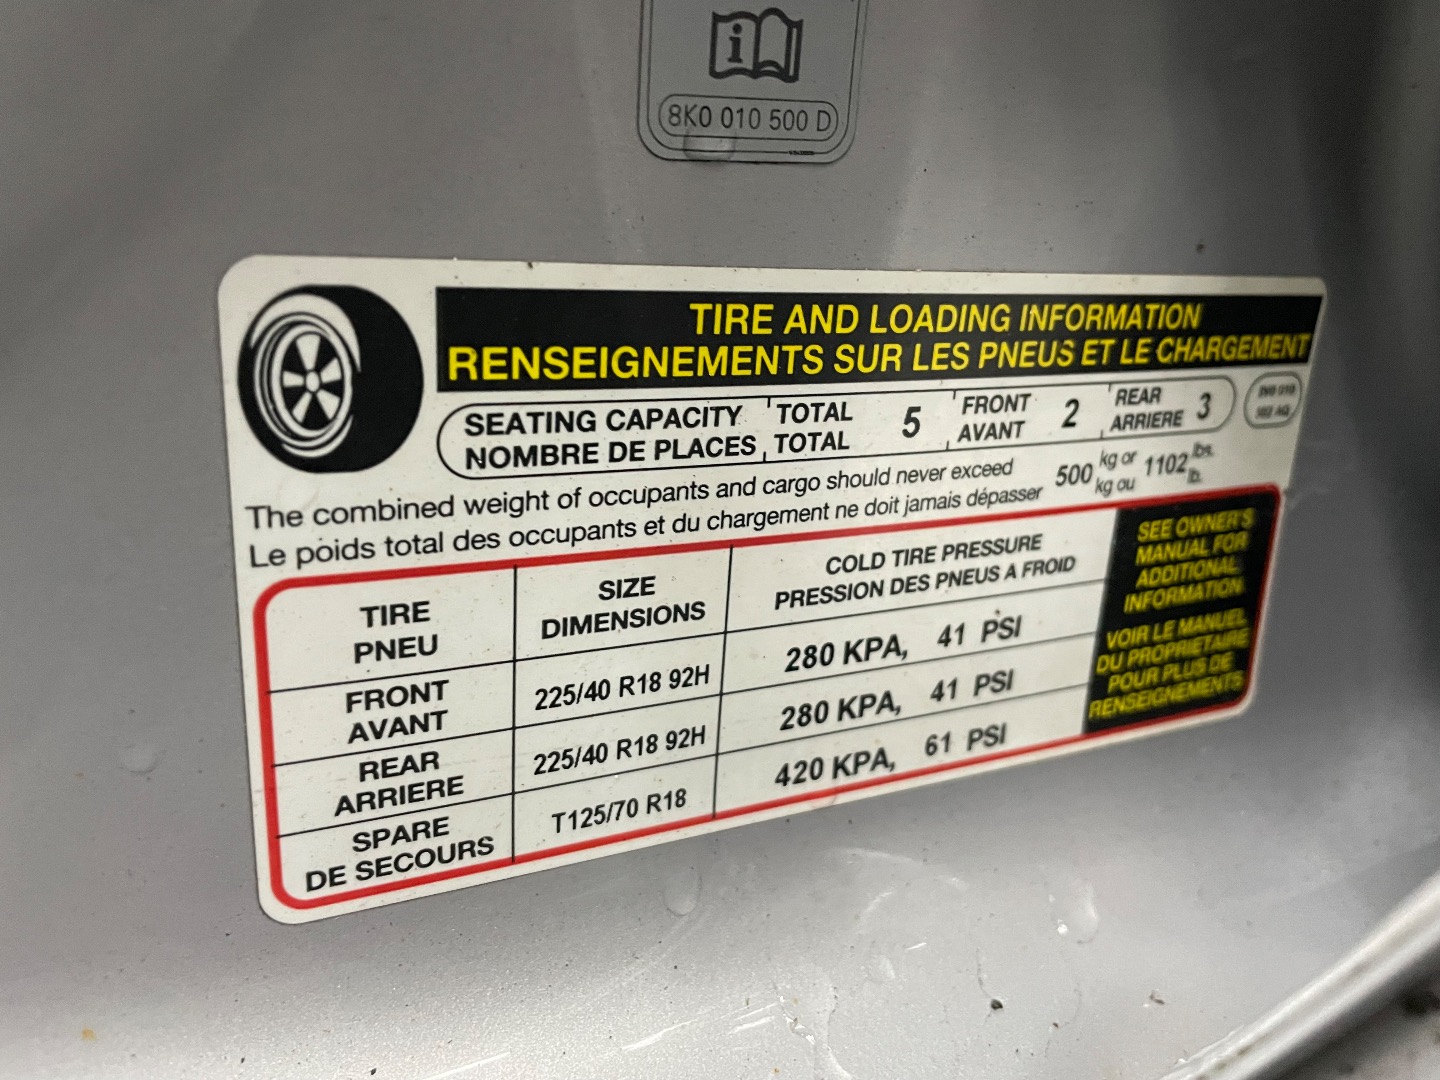 i
8K0 010 500 D
TIRE AND LOADING INFORMATION
RENSEIGNEMENTS SUR LES PNEUS ET LE CHARGEMENT
SEATING CAPACITY TOTAL 5 FRONT 2 REAR 3
NOMBRE DE PLACES TOTAL AVANT ARRIERE
The combined weight of occupants and cargo should never exceed 500 kg or 1102 lbs.
Le poids total des occupants et du chargement ne doit jamais dépasser kg ou lb.
TIRE SIZE COLD TIRE PRESSURE
PNEU DIMENSIONS PRESSION DES PNEUS A FROID
FRONT
AVANT 225/40 R18 92H 280 KPA, 41 PSI
REAR
ARRIERE 225/40 R18 92H 280 KPA, 41 PSI
SPARE
DE SECOURS T125/70 R18 420 KPA, 61 PSI
SEE OWNER'S
MANUAL FOR
ADDITIONAL
INFORMATION
VOIR LE MANUEL
DU PROPRIETAIRE
POUR PLUS DE
RENSEIGNEMENTS